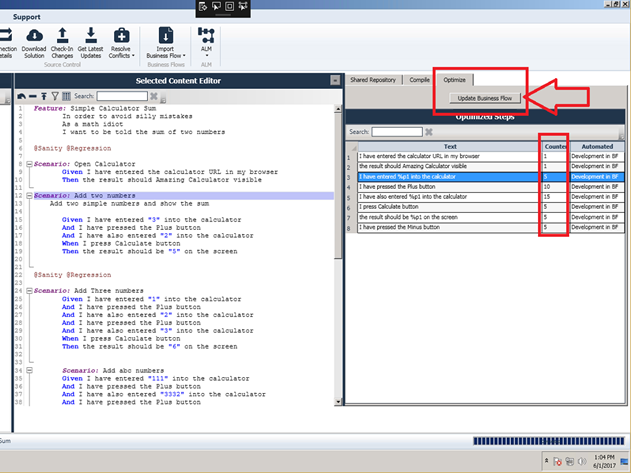 Support
nection
etails
Download
Solution
Check-In
Changes
Get Latest
Updates
Resolve
Conflicts
Import
Business Flow
ALM
Source Control
Business Flows
ALM
Selected Content Editor
Search:
1 Feature: Simple Calculator Sum
2 In order to avoid silly mistakes
3 As a math idiot
4 I want to be told the sum of two numbers
5
6 @Sanity @Regression
7
8 Scenario: Open Calculator
9 Given I have entered the calculator URL in my browser
10 Then the result should Amazing Calculator visible
11
12 Scenario: Add two numbers
13 Add two simple numbers and show the sum
14
15 Given I have entered "3" into the calculator
16 And I have pressed the Plus button
17 And I have also entered "2" into the calculator
18 When I press Calculate button
19 Then the result should be "5" on the screen
20
21
22 @Sanity @Regression
23
24 Scenario: Add Three numbers
25 Given I have entered "1" into the calculator
26 And I have pressed the Plus button
27 And I have also entered "2" into the calculator
28 And I have pressed the Plus button
29 And I have also entered "3" into the calculator
30 When I press Calculate button
31 Then the result should be "6" on the screen
32
33
34 Scenario: Add abc numbers
35 Given I have entered "111" into the calculator
36 And I have pressed the Plus button
37 And I have also entered "3332" into the calculator
38 And I have pressed the Plus button
Shared Repository Compile Optimize
Update Business Flow
Optimized Steps
Search:
Text Counter Automated
1 I have entered the calculator URL in my browser 1 Development in BF
2 the result should Amazing Calculator visible 1 Development in BF
3 I have entered %p1 into the calculator 5 Development in BF
4 I have pressed the Plus button 10 Development in BF
5 I have also entered %p1 into the calculator 15 Development in BF
6 I press Calculate button 5 Development in BF
7 the result should be %p1 on the screen 5 Development in BF
8 I have pressed the Minus button 5 Development in BF
Sum
1:04 PM
6/1/2017